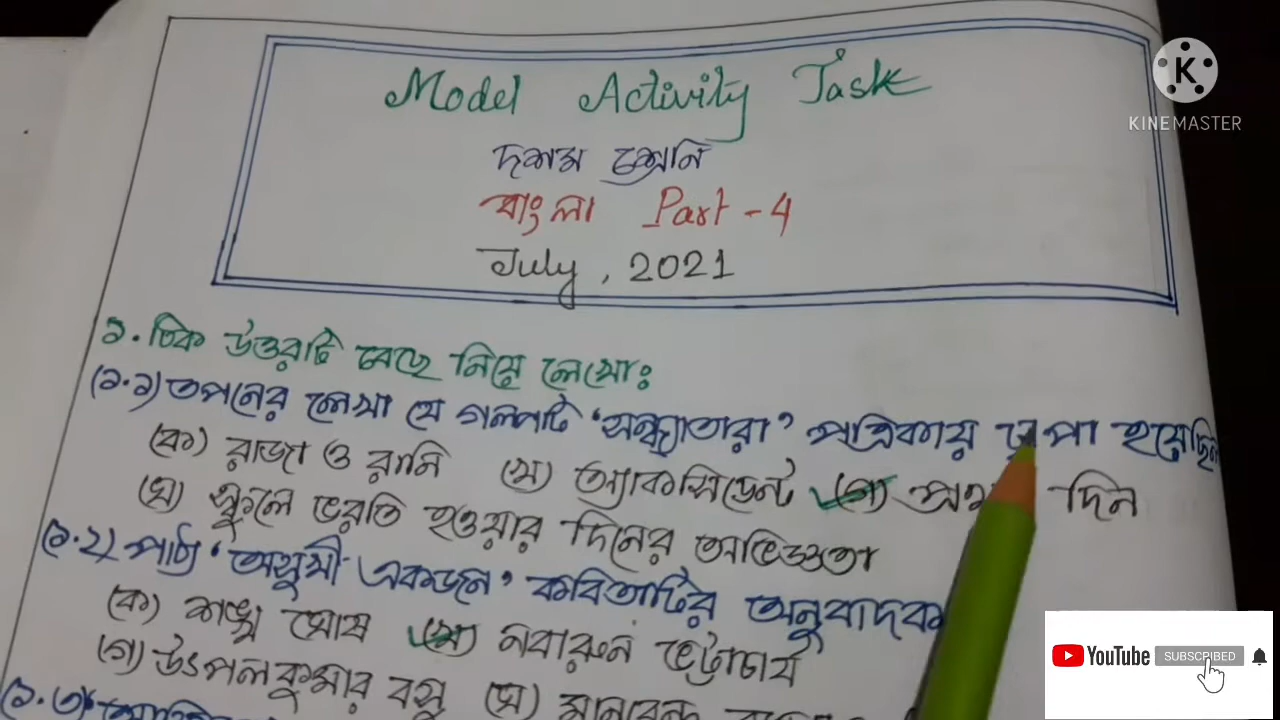 Model Activity Task
দশম শ্রেনি
বাংলা Part - 4
July, 2021
১. ঠিক উত্তরটি বেছে নিয়ে লেখো:
(১.১) তপনের লেখা যে গল্পটি 'সন্ধ্যাতারা' পত্রিকায় ছাপা হয়েছিল
(ক) রাজা ও রানি (খ) অ্যাকসিডেন্ট (গ) দিন
(ঘ) স্কুলে ভরতি হওয়ার দিনের অভিজ্ঞতা
(১.২) পাঠ্য 'অসুখী একজন' কবিতাটির অনুবাদক
(ক) শঙ্খ ঘোষ (খ) নবারুন ভট্টাচার্য
(গ) উৎপলকুমার বসু (ঘ)
(১.৩)
K
KINEMASTER
YouTube SUBSCRIBED